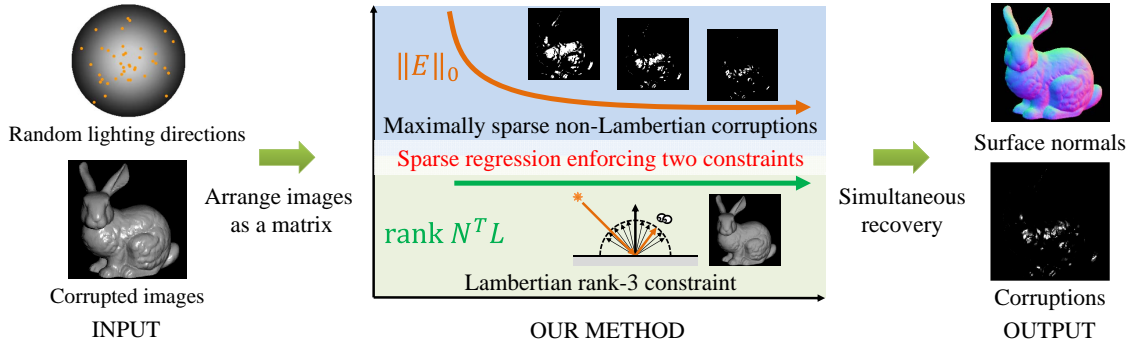 Random lighting directions
Corrupted images
INPUT
Arrange images
as a matrix
‖E‖₀
Maximally sparse non-Lambertian corruptions
Sparse regression enforcing two constraints
rank NᵀL
Lambertian rank-3 constraint
OUR METHOD
Simultaneous
recovery
Surface normals
Corruptions
OUTPUT